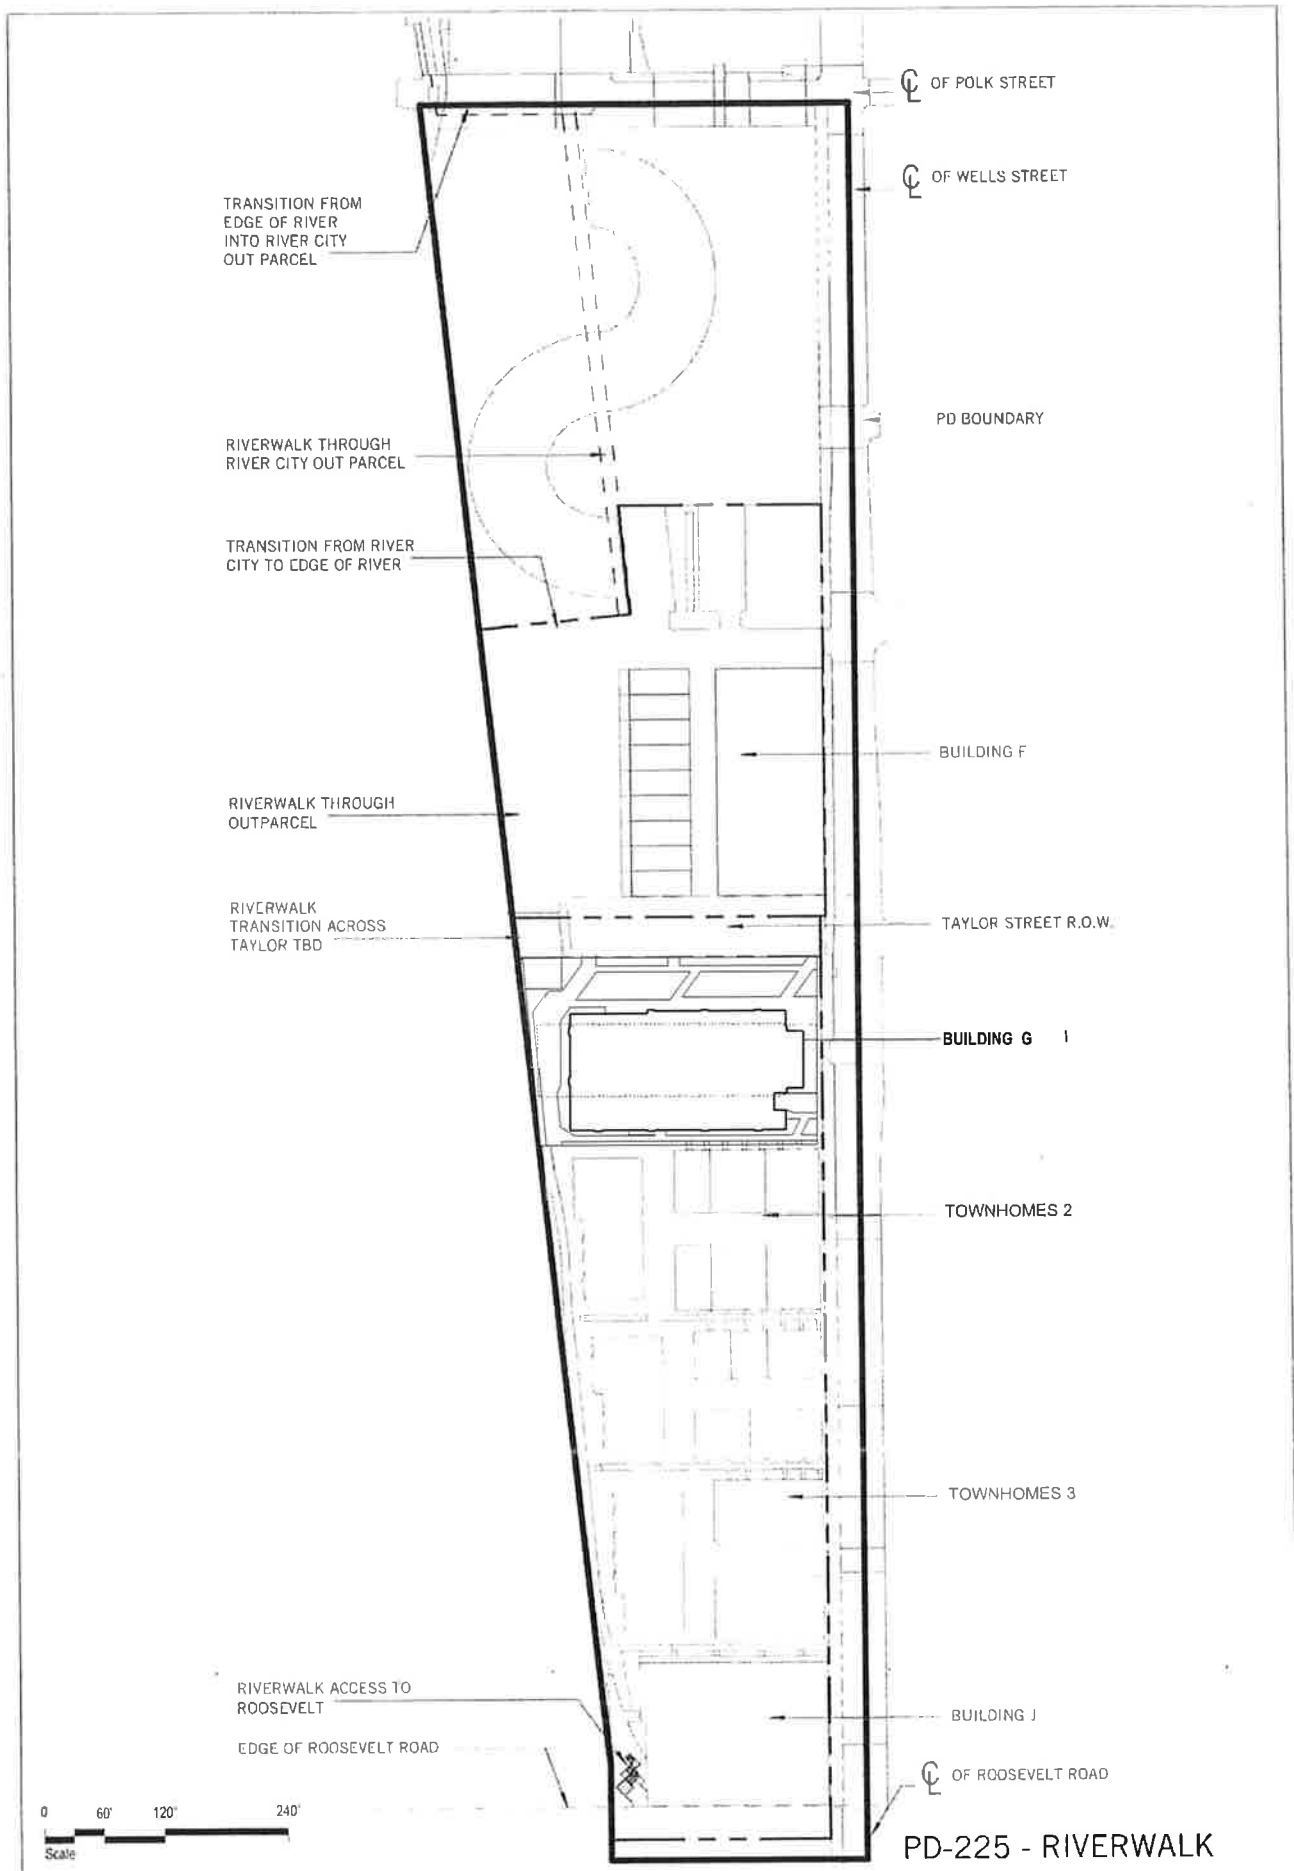 ℄ OF POLK STREET
℄ OF WELLS STREET
TRANSITION FROM
EDGE OF RIVER
INTO RIVER CITY
OUT PARCEL
PD BOUNDARY
RIVERWALK THROUGH
RIVER CITY OUT PARCEL
TRANSITION FROM RIVER
CITY TO EDGE OF RIVER
BUILDING F
RIVERWALK THROUGH
OUTPARCEL
RIVERWALK
TRANSITION ACROSS
TAYLOR TBD
TAYLOR STREET R.O.W.
BUILDING G
TOWNHOMES 2
TOWNHOMES 3
RIVERWALK ACCESS TO
ROOSEVELT
BUILDING J
EDGE OF ROOSEVELT ROAD
℄ OF ROOSEVELT ROAD
0 60' 120' 240'
Scale
PD-225 - RIVERWALK